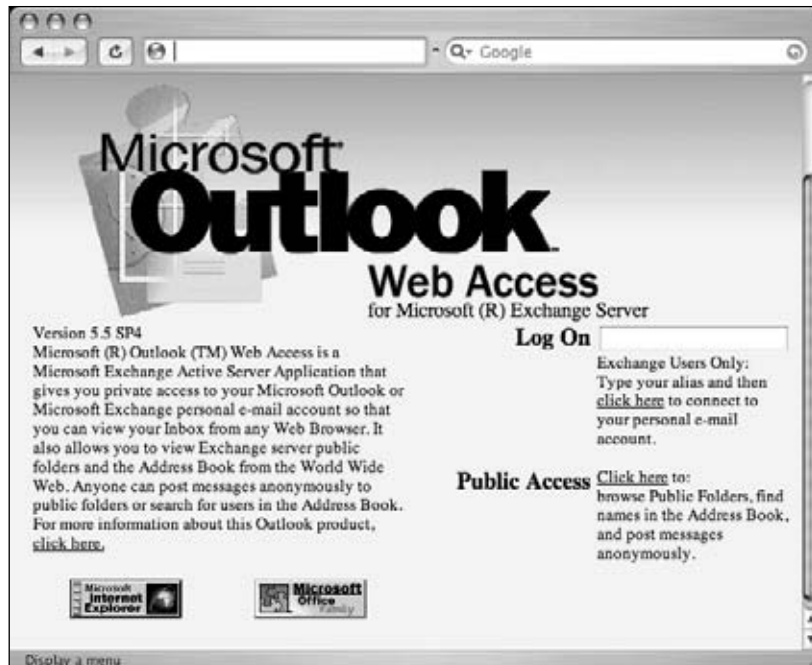 Google
Microsoft
Outlook
Web Access
for Microsoft (R) Exchange Server
Version 5.5 SP4
Microsoft (R) Outlook (TM) Web Access is a
Microsoft Exchange Active Server Application that
gives you private access to your Microsoft Outlook or
Microsoft Exchange personal e-mail account so that
you can view your Inbox from any Web Browser. It
also allows you to view Exchange server public
folders and the Address Book from the World Wide
Web. Anyone can post messages anonymously to
public folders or search for users in the Address Book.
For more information about this Outlook product,
click here.
Log On
Exchange Users Only:
Type your alias and then
click here to connect to
your personal e-mail
account.
Public Access
Click here to:
browse Public Folders, find
names in the Address Book,
and post messages
anonymously.
Microsoft
Internet
Explorer
Microsoft
Office
Family
Display a menu